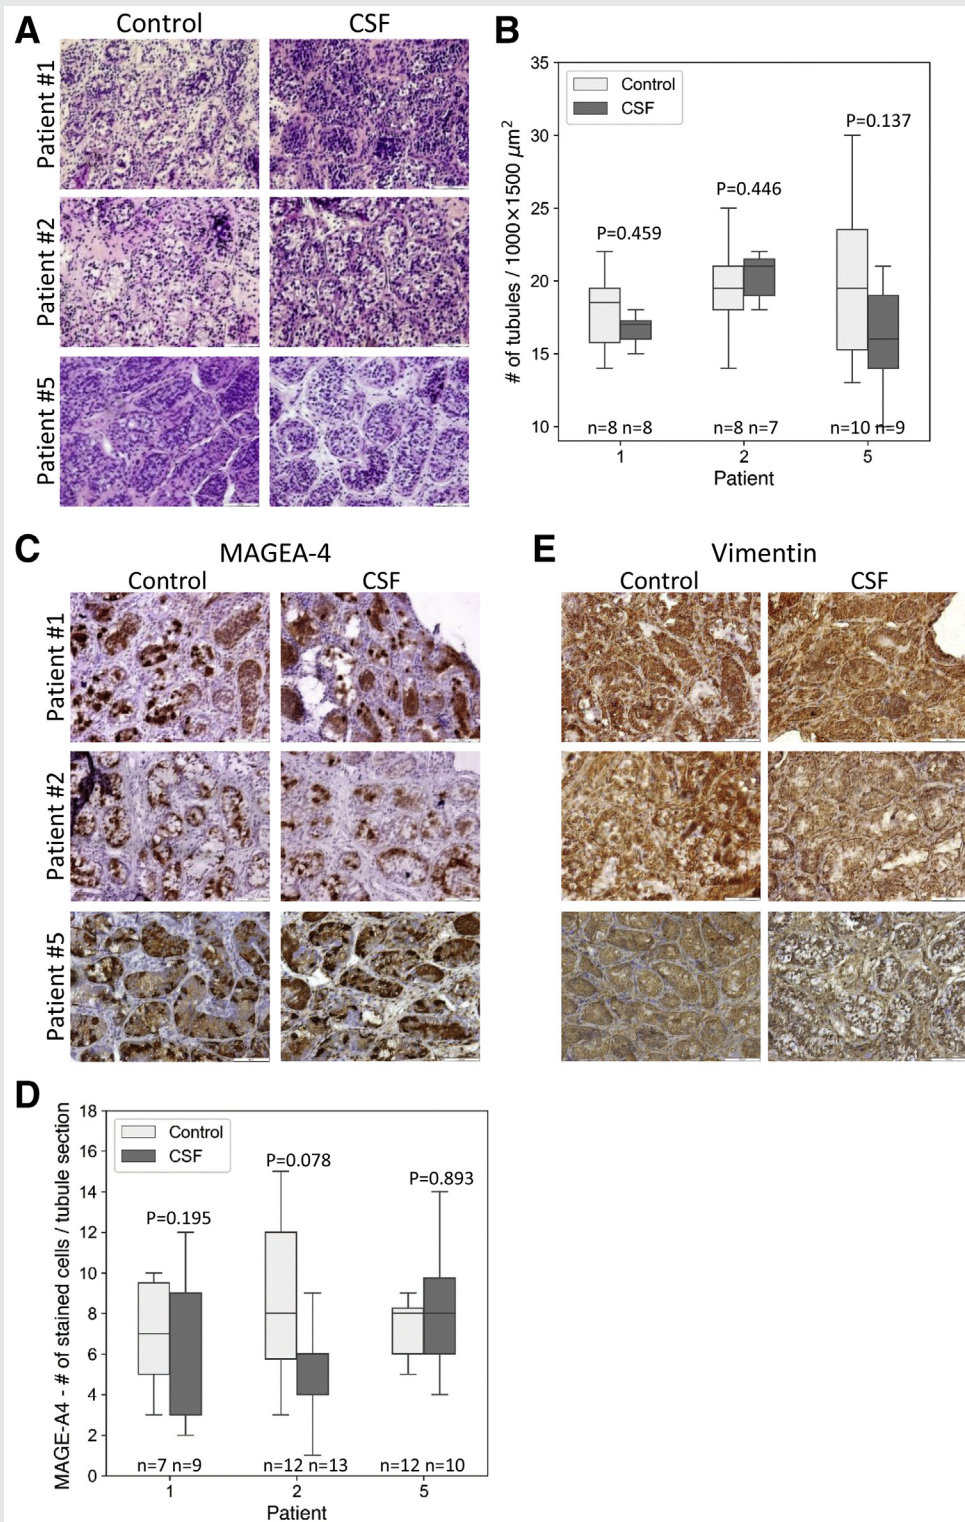 A
Control CSF
Patient #1
Patient #2
Patient #5
B
# of tubules / 1000×1500 µm²
35
30
25
20
15
10
Control
CSF
P=0.459
P=0.446
P=0.137
n=8 n=8
n=8 n=7
n=10 n=9
1 2 5
Patient
C
MAGEA-4
Control CSF
Patient #1
Patient #2
Patient #5
E
Vimentin
Control CSF
D
MAGE-A4 - # of stained cells / tubule section
18
16
14
12
10
8
6
4
2
0
Control
CSF
P=0.195
P=0.078
P=0.893
n=7 n=9
n=12 n=13
n=12 n=10
1 2 5
Patient